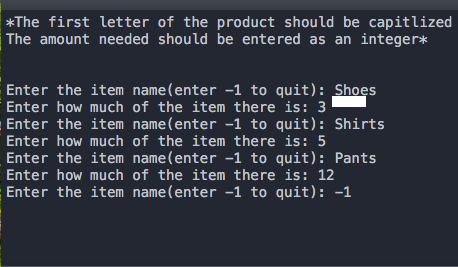 *The first letter of the product should be capitlized
The amount needed should be entered as an integer*
Enter the item name(enter -1 to quit): Shoes
Enter how much of the item there is: 3
Enter the item name(enter -1 to quit): Shirts
Enter how much of the item there is: 5
Enter the item name(enter -1 to quit): Pants
Enter how much of the item there is: 12
Enter the item name(enter -1 to quit): -1